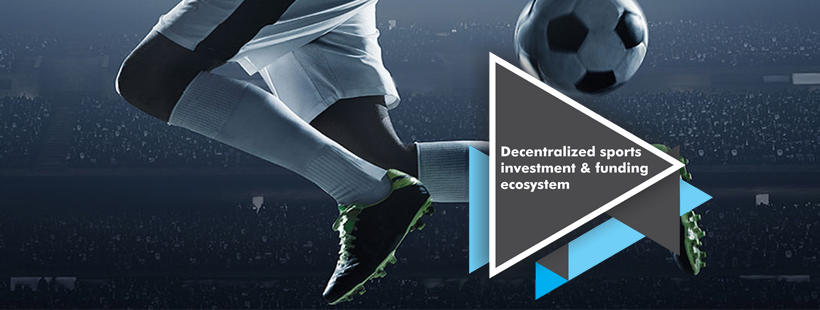 Decentralized sports
investment & funding
ecosystem